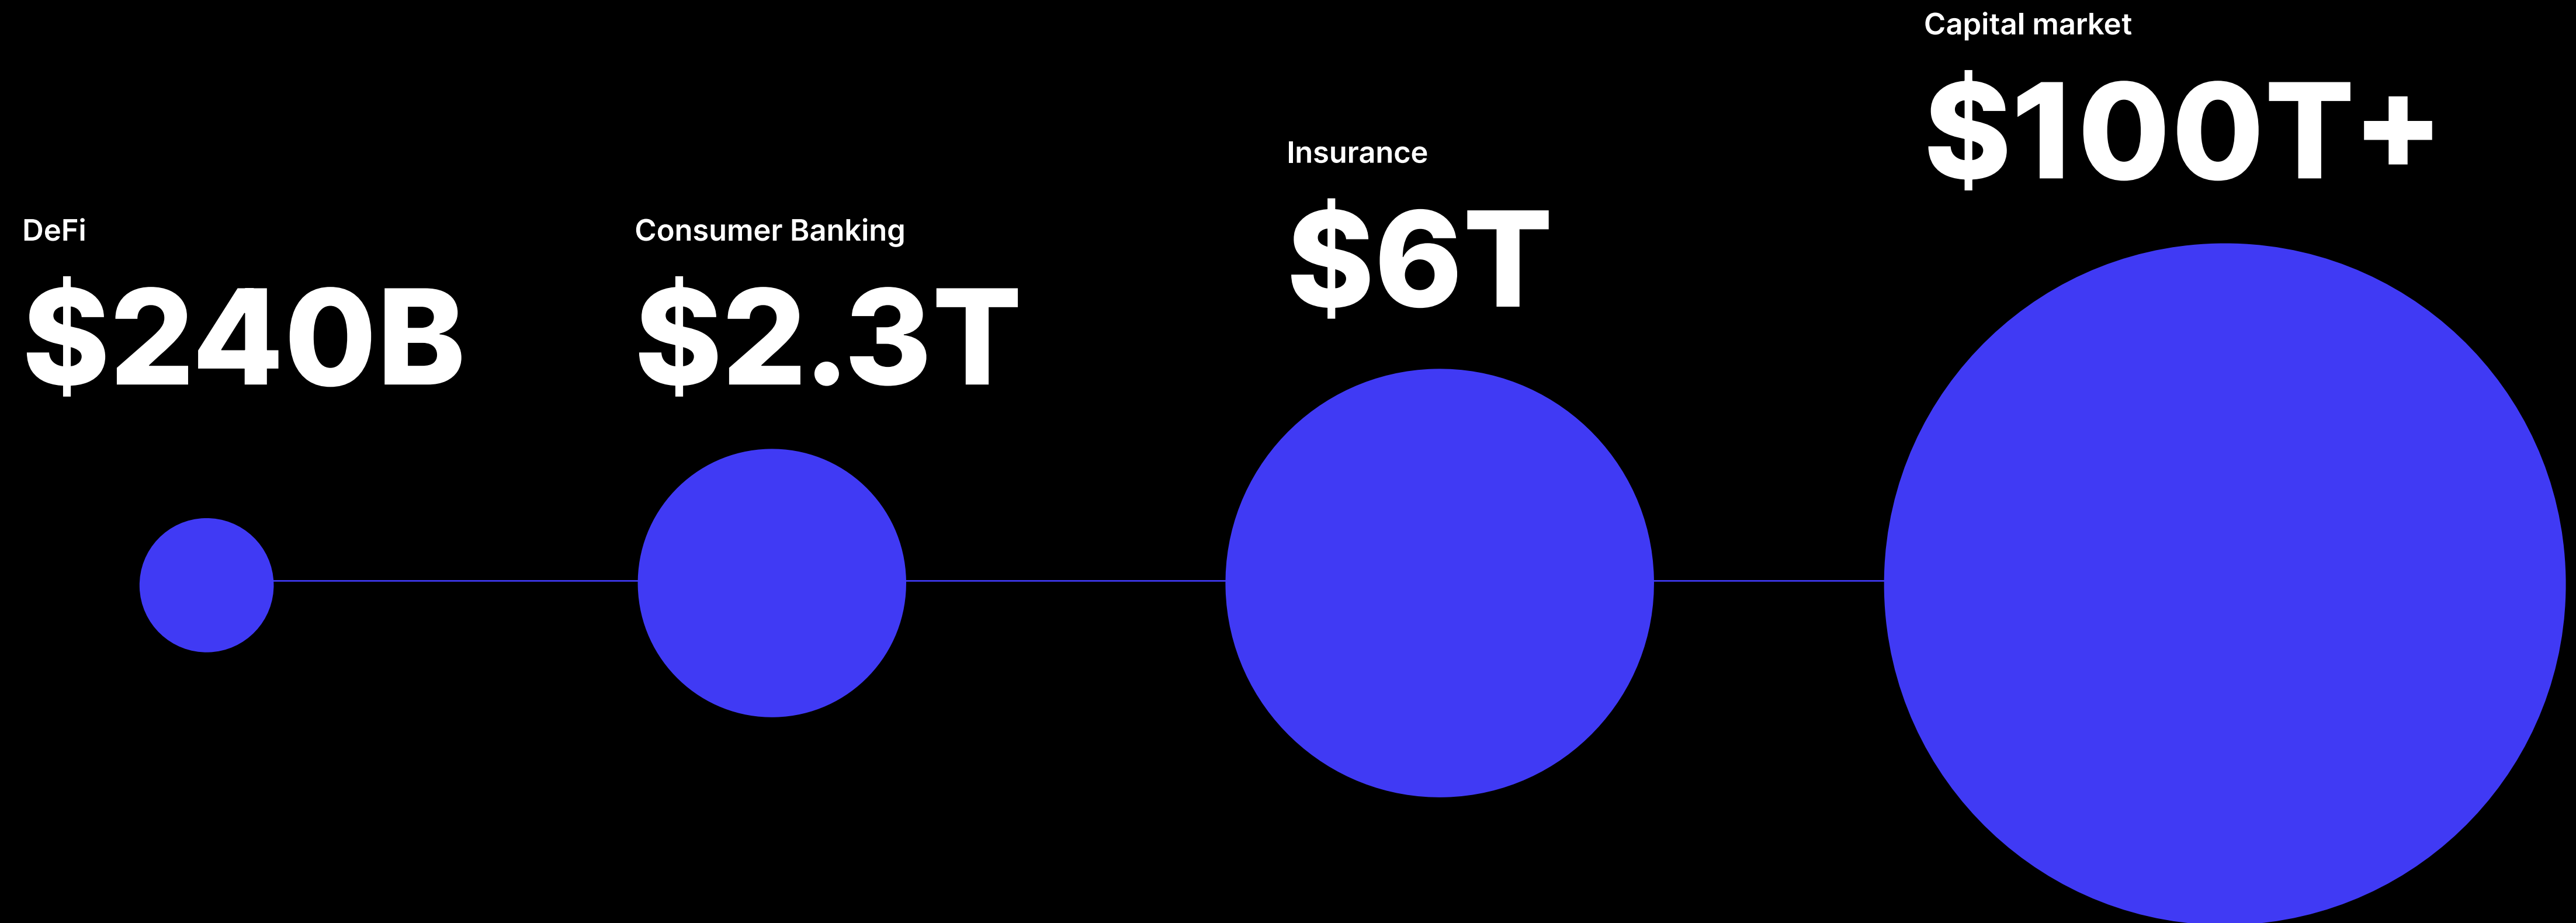 DeFi
$240B
Consumer Banking
$2.3T
Insurance
$6T
Capital market
$100T+